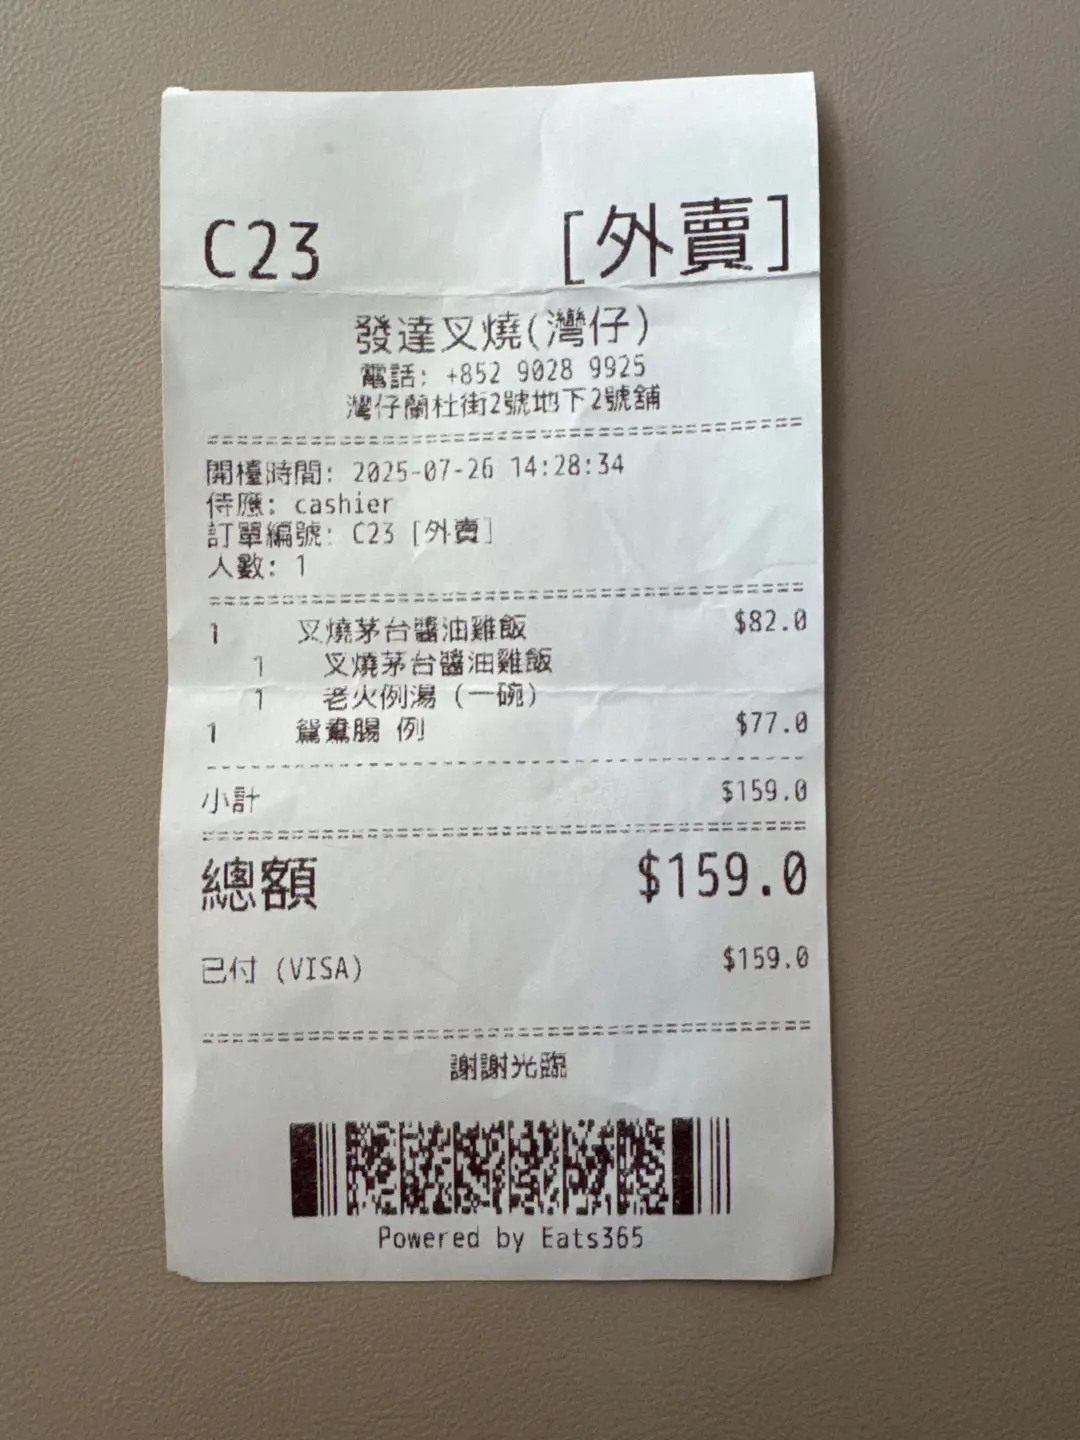 C23 [外賣]
發達叉燒(灣仔)
電話: +852 9028 9925
灣仔蘭杜街2號地下2號舖
開檯時間: 2025-07-26 14:28:34
侍應: cashier
訂單編號: C23 [外賣]
人數: 1
1 叉燒茅台醬油雞飯 $82.0
1 叉燒茅台醬油雞飯
1 老火例湯 (一碗)
1 鴛鴦腸 例 $77.0
小計 $159.0
總額 $159.0
已付 (VISA) $159.0
謝謝光臨
Powered by Eats365